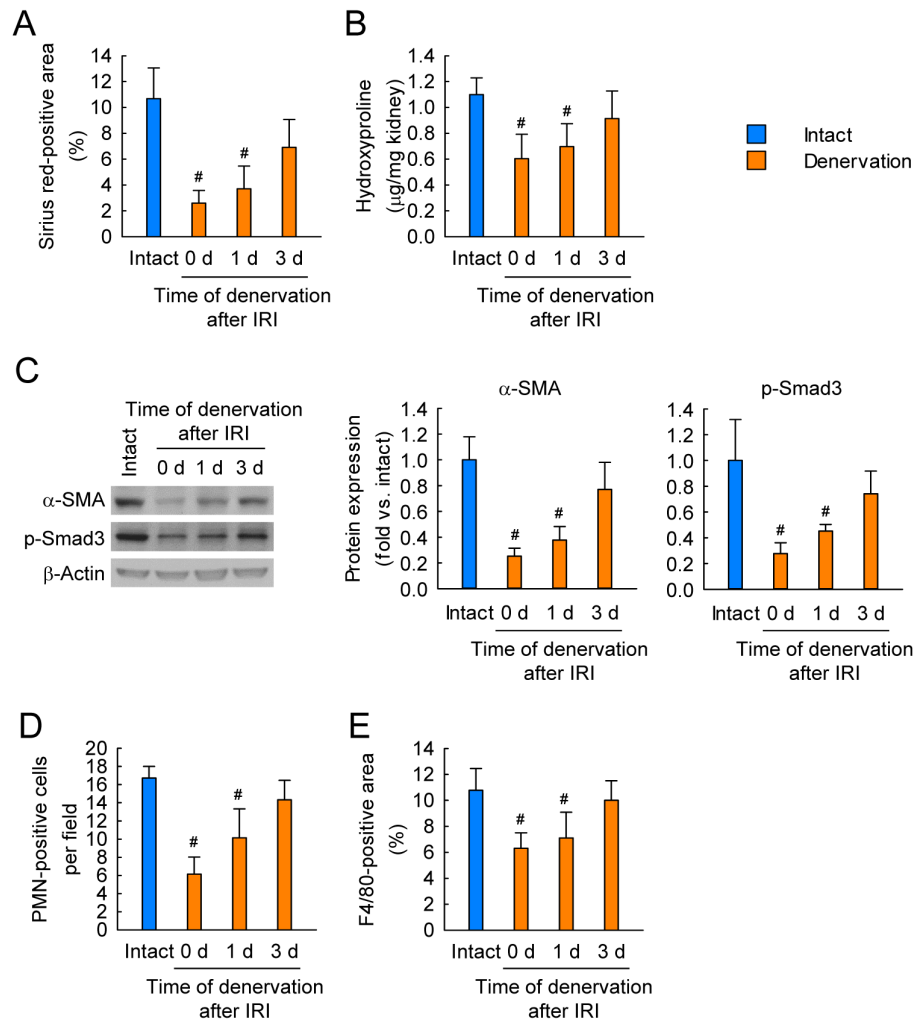 A
Sirius red-positive area
(%)
14
12
10
8
6
4
2
0
#
#
Intact 0 d 1 d 3 d
Time of denervation
after IRI
B
Hydroxyproline
(µg/mg kidney)
1.4
1.2
1.0
0.8
0.6
0.4
0.2
0.0
#
#
Intact 0 d 1 d 3 d
Time of denervation
after IRI
Intact
Denervation
C
Time of denervation
after IRI
Intact
0 d 1 d 3 d
α-SMA
p-Smad3
β-Actin
α-SMA
Protein expression
(fold vs. intact)
1.4
1.2
1.0
0.8
0.6
0.4
0.2
0.0
#
#
Intact 0 d 1 d 3 d
Time of denervation
after IRI
p-Smad3
1.4
1.2
1.0
0.8
0.6
0.4
0.2
0.0
#
#
Intact 0 d 1 d 3 d
Time of denervation
after IRI
D
PMN-positive cells
per field
20
18
16
14
12
10
8
6
4
2
0
#
#
Intact 0 d 1 d 3 d
Time of denervation
after IRI
E
F4/80-positive area
(%)
14
12
10
8
6
4
2
0
#
#
Intact 0 d 1 d 3 d
Time of denervation
after IRI